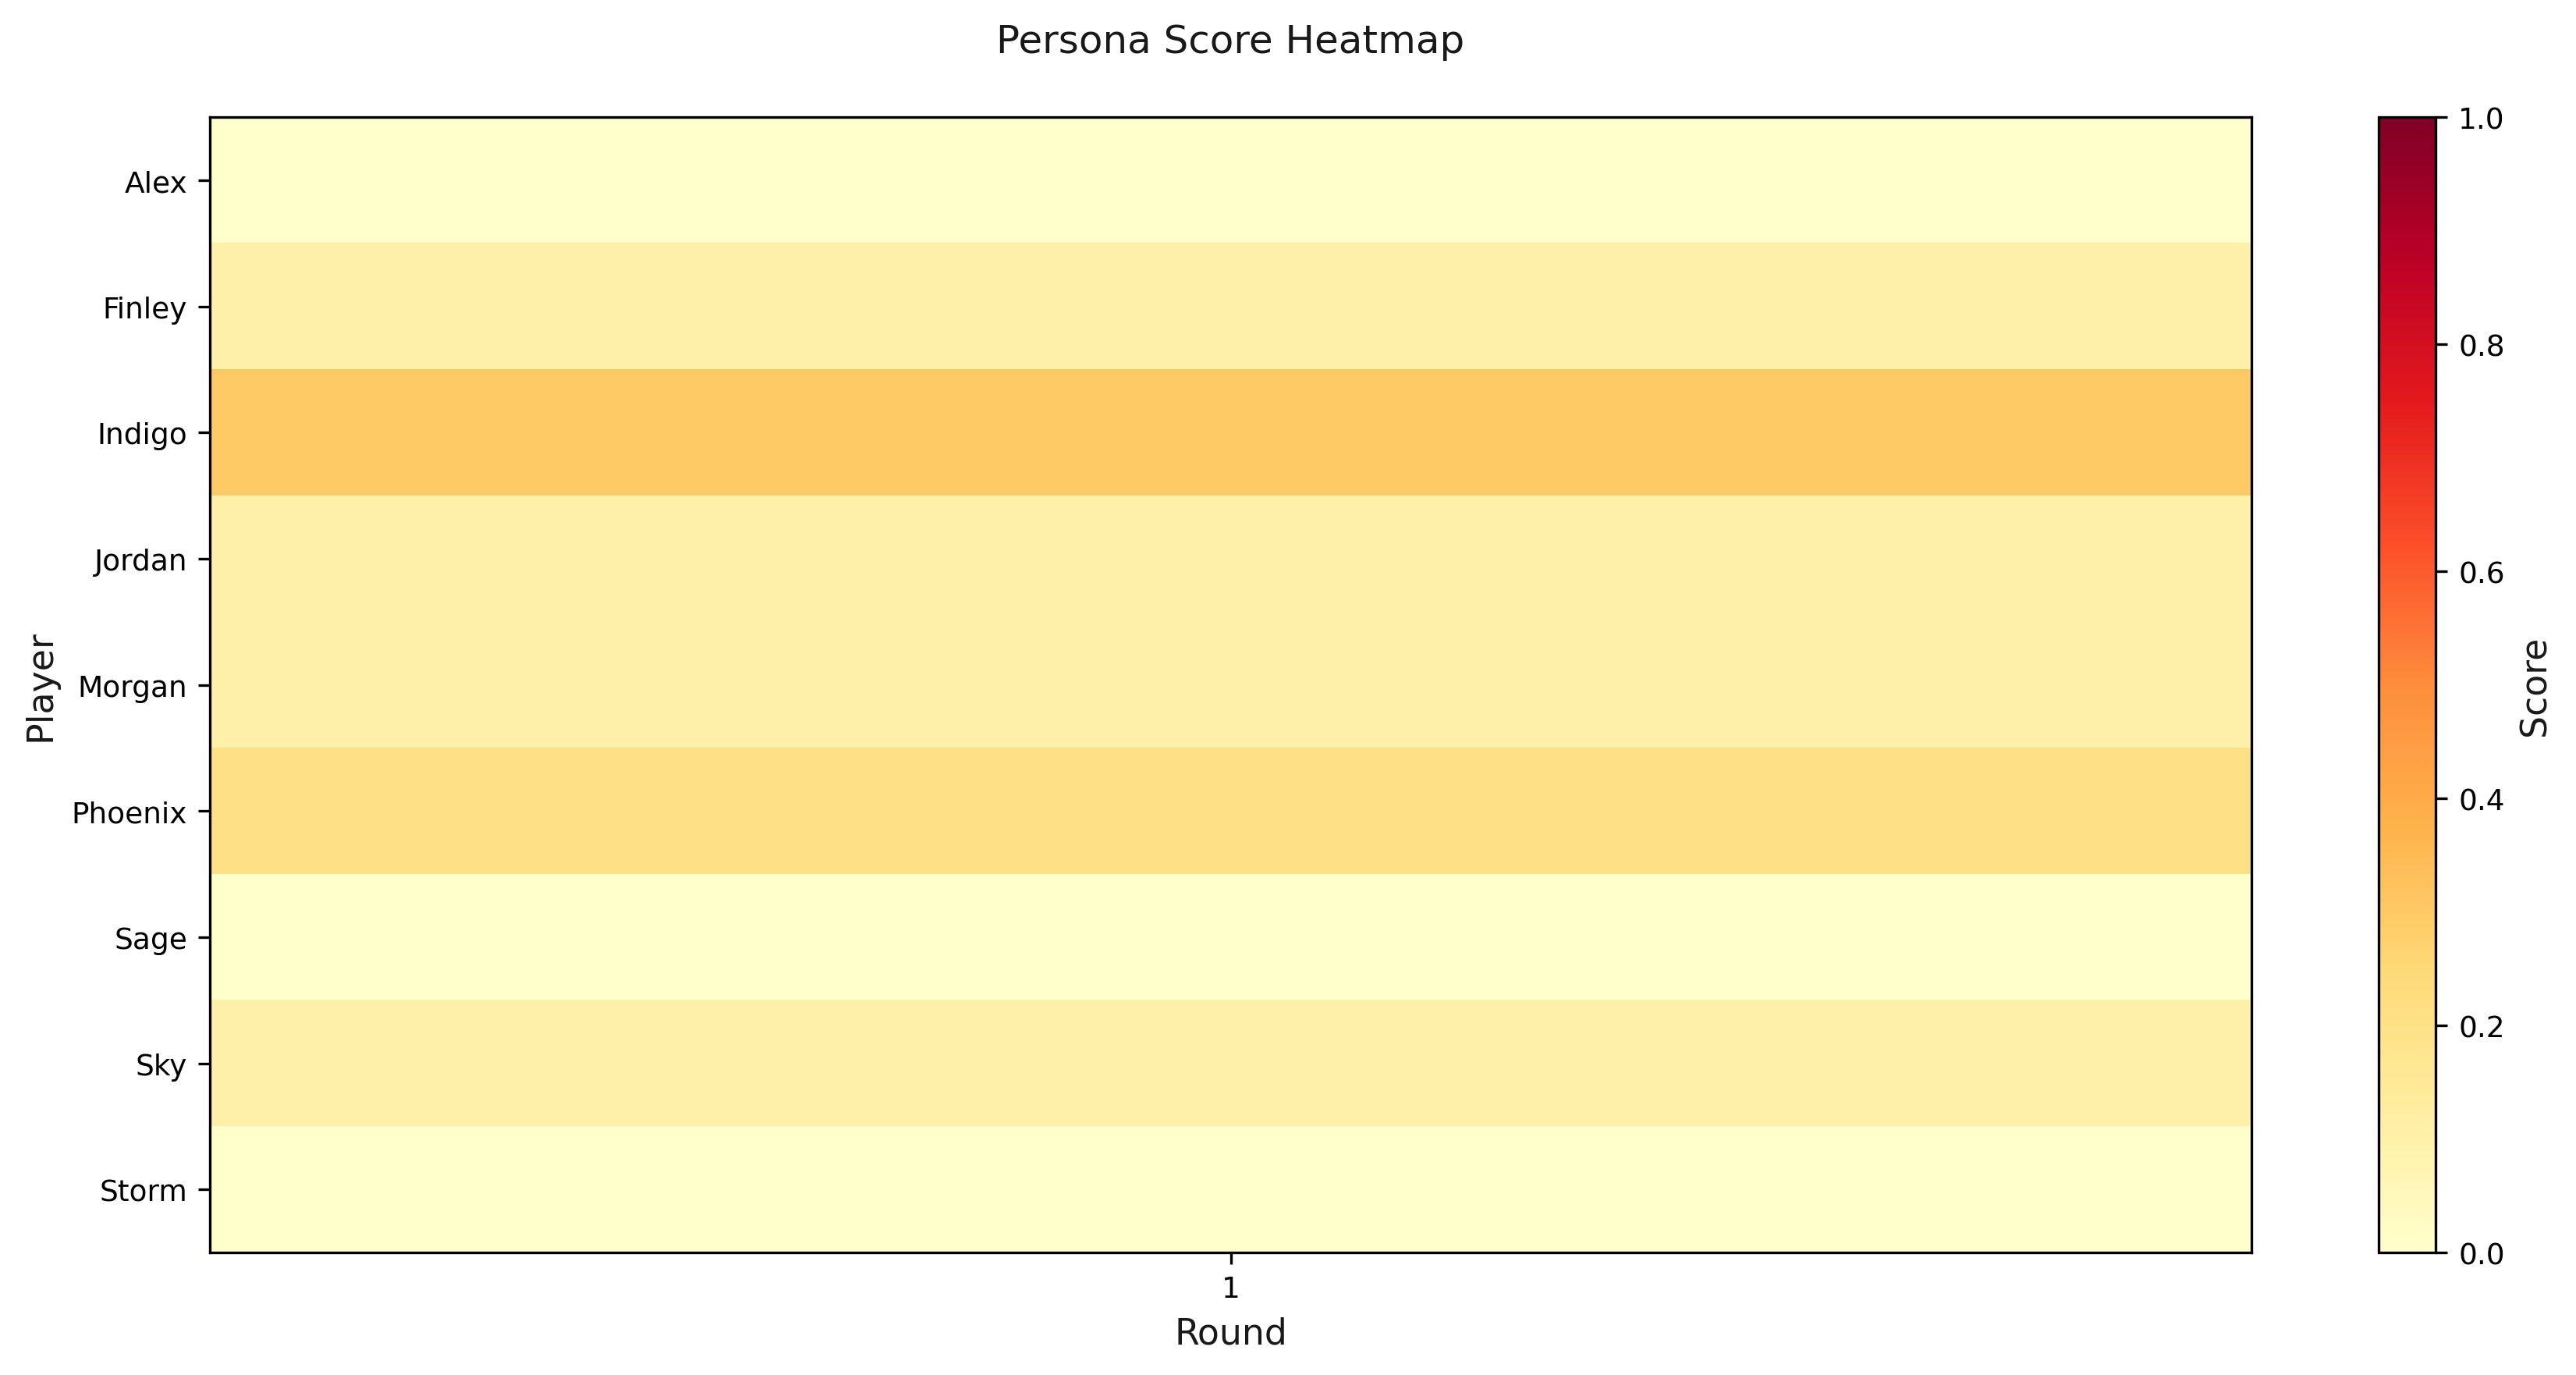 Persona Score Heatmap
Player
Alex
Finley
Indigo
Jordan
Morgan
Phoenix
Sage
Sky
Storm
1
Round
1.0
0.8
0.6
0.4
0.2
0.0
Score